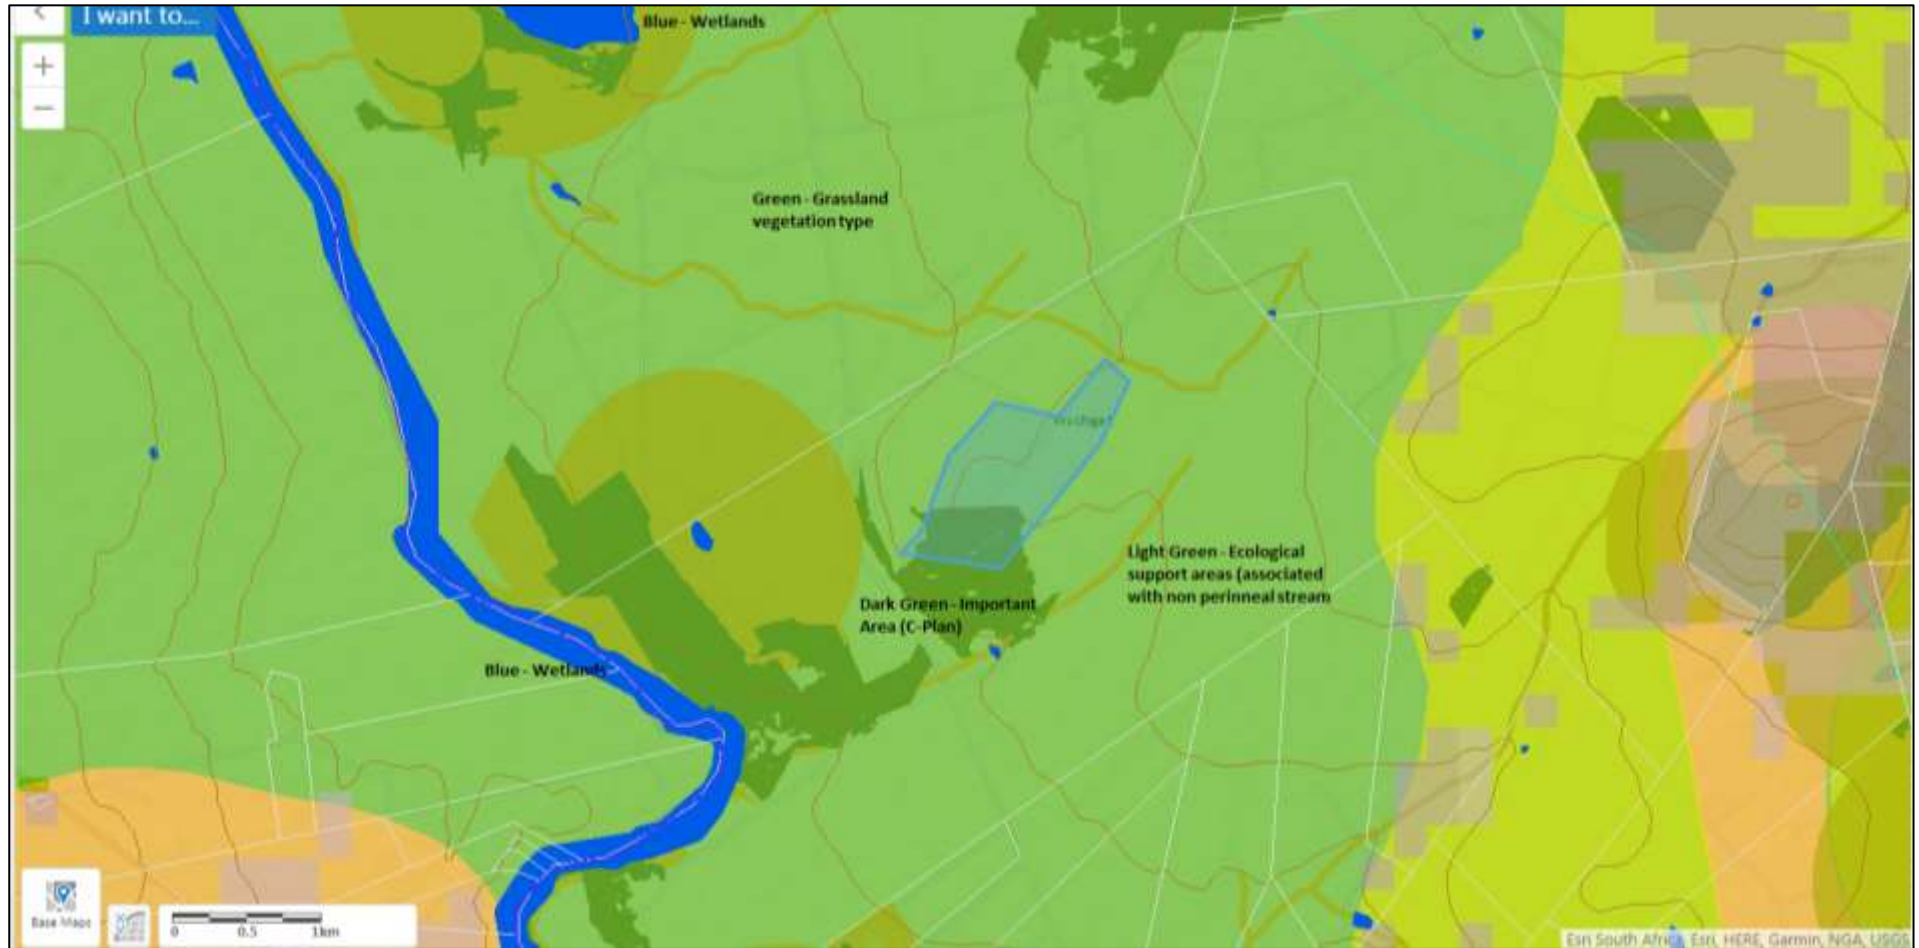 I want to...
Blue - Wetlands
Green - Grassland
vegetation type
Light Green - Ecological
support areas (associated
with non perinneal stream
Dark Green - Important
Area (C-Plan)
Blue - Wetlands
Base Maps
0 0.5 1km
Esri South Africa, Esri, HERE, Garmin, NGA, USGS